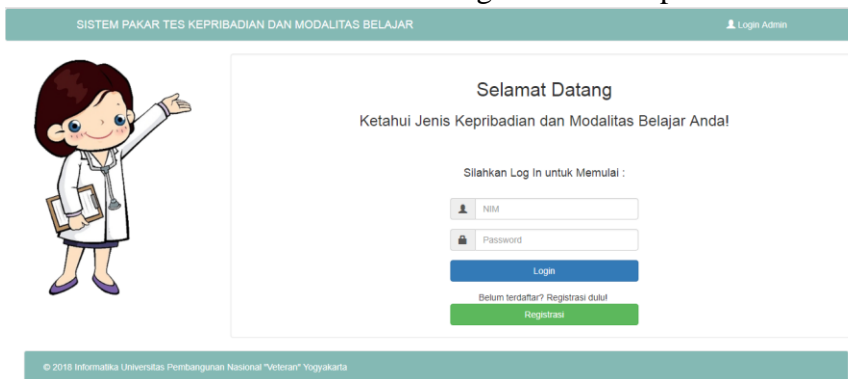 SISTEM PAKAR TES KEPRIBADIAN DAN MODALITAS BELAJAR
Login Admin
Selamat Datang
Ketahui Jenis Kepribadian dan Modalitas Belajar Anda!
Silahkan Log In untuk Memulai :
NIM
Password
Login
Belum terdaftar? Registrasi dulu!
Registrasi
© 2018 Informatika Universitas Pembangunan Nasional "Veteran" Yogyakarta